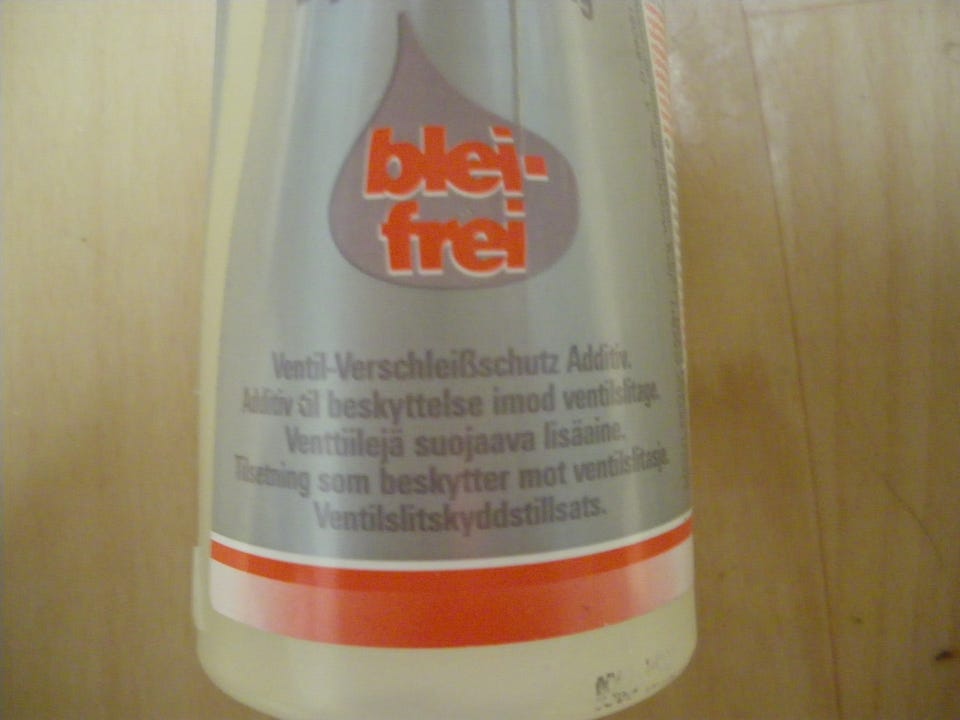 blei-
frei
Ventil-Verschleißschutz Additiv.
Additiv til beskyttelse imod ventilslitage.
Venttiilejä suojaava lisäaine.
Tilsetning som beskytter mot ventilslitasje.
Ventilslitskyddstillsats.